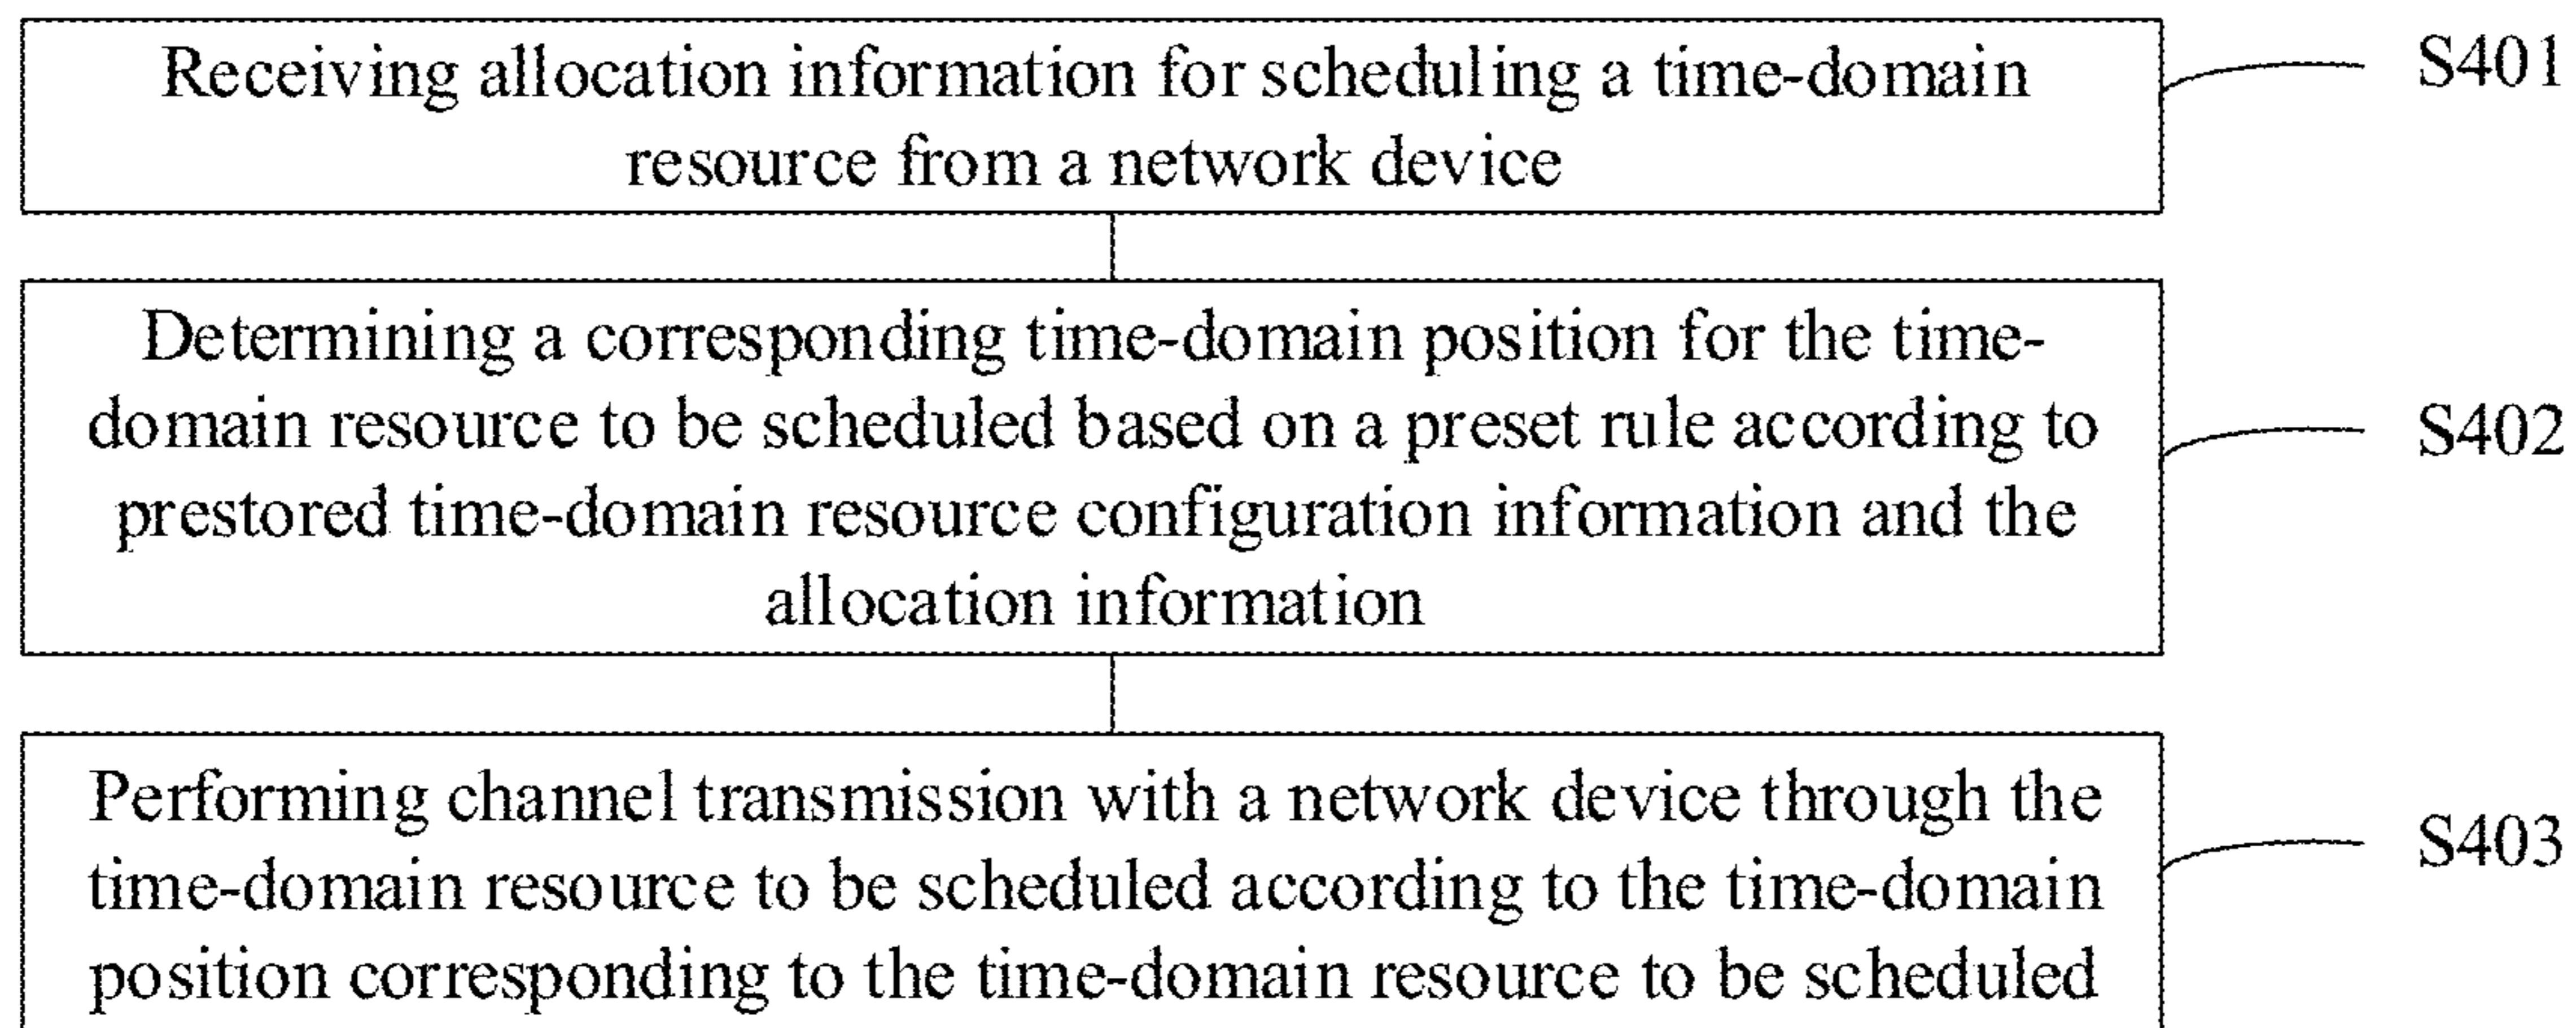 Receiving allocation information for scheduling a time-domain
resource from a network device
S401
Determining a corresponding time-domain position for the time-
domain resource to be scheduled based on a preset rule according to
prestored time-domain resource configuration information and the
allocation information
S402
Performing channel transmission with a network device through the
time-domain resource to be scheduled according to the time-domain
position corresponding to the time-domain resource to be scheduled
S403